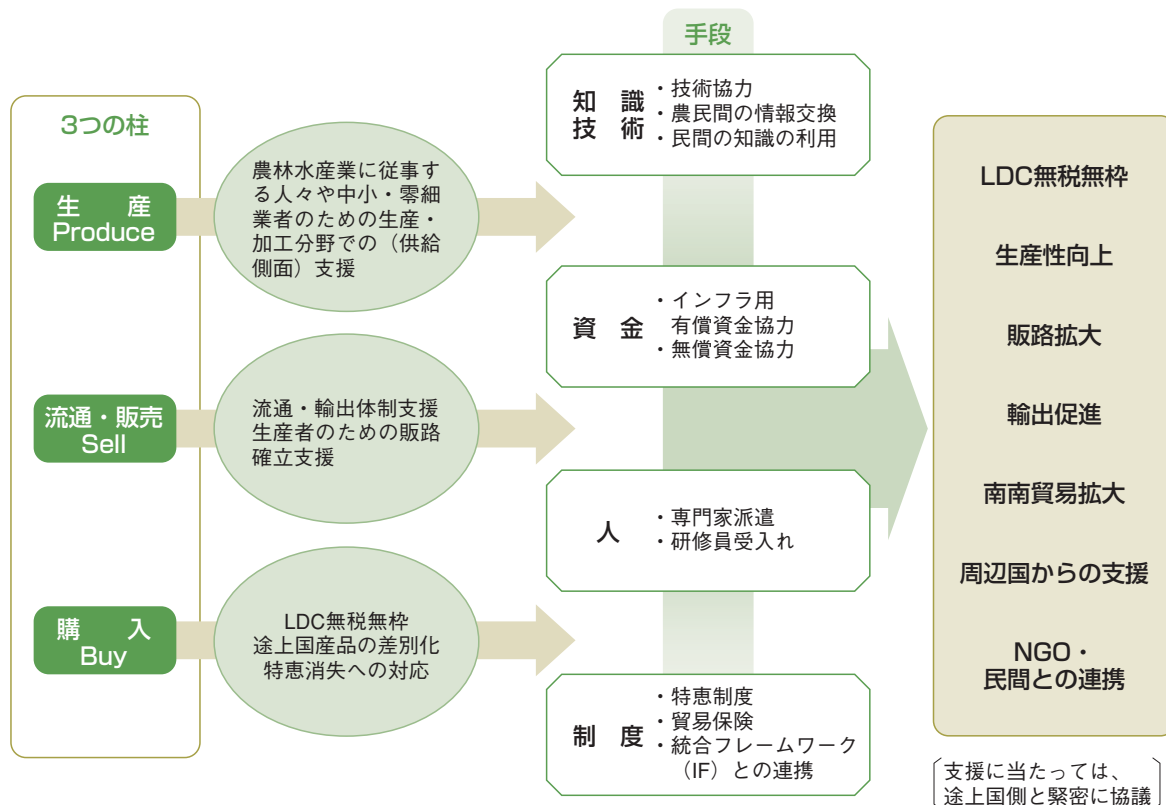 3つの柱
生 産
Produce
農林水産業に従事す
る人々や中小・零細
業者のための生産・
加工分野での（供給
側面）支援
流通・販売
Sell
流通・輸出体制支援
生産者のための販路
確立支援
購 入
Buy
LDC無税無枠
途上国産品の差別化
特恵消失への対応
手段
知 識
技 術
・技術協力
・農民間の情報交換
・民間の知識の利用
資 金
・インフラ用
有償資金協力
・無償資金協力
人
・専門家派遣
・研修員受入れ
制 度
・特恵制度
・貿易保険
・統合フレームワーク
（IF）との連携
LDC無税無枠
生産性向上
販路拡大
輸出促進
南南貿易拡大
周辺国からの支援
NGO・
民間との連携
支援に当たっては、
途上国側と緊密に協議